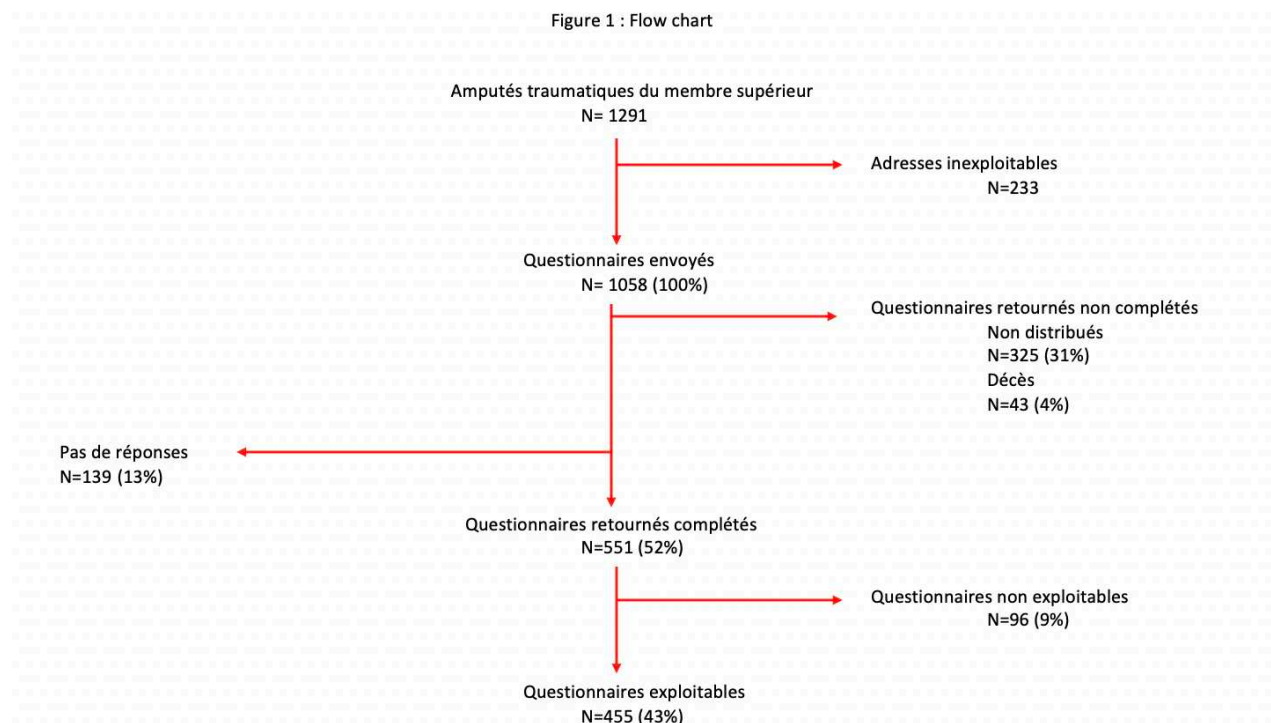 Figure 1 : Flow chart
Amputés traumatiques du membre supérieur
N= 1291
Adresses inexploitables
N=233
Questionnaires envoyés
N= 1058 (100%)
Questionnaires retournés non complétés
Non distribués
N=325 (31%)
Décès
N=43 (4%)
Pas de réponses
N=139 (13%)
Questionnaires retournés complétés
N=551 (52%)
Questionnaires non exploitables
N=96 (9%)
Questionnaires exploitables
N=455 (43%)